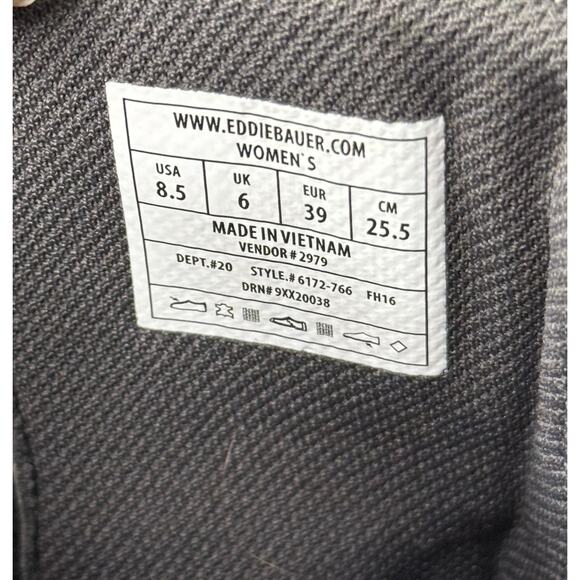 WWW.EDDIEBAUER.COM
WOMEN`S
USA UK EUR CM
8.5 6 39 25.5
MADE IN VIETNAM
VENDOR # 2979
DEPT.#20 STYLE.# 6172-766 FH16
DRN# 9XX20038